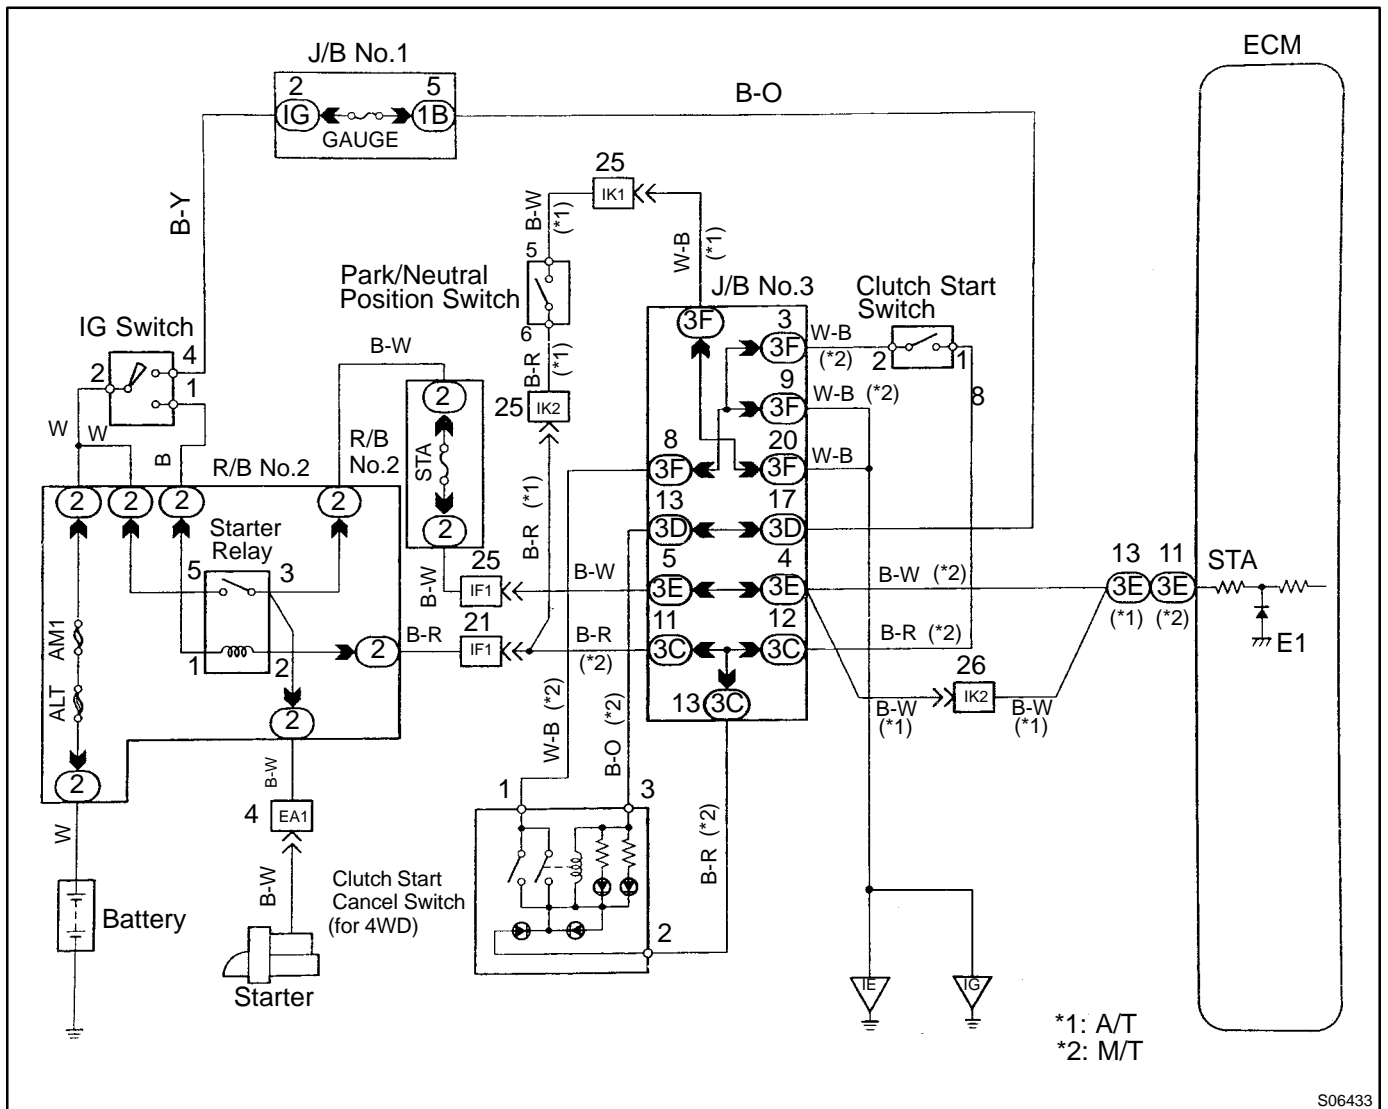 ECM
J/B No.1
2
5
IG
1B
GAUGE
B-O
B-Y
25
IK1
B-W
(*1)
W-B
(*1)
5
Park/Neutral
Position Switch
6
B-R
(*1)
25
IK2
J/B No.3
Clutch Start
Switch
3F
3
3F
W-B
(*2)
2
1
8
9
3F
W-B (*2)
8
3F
20
3F
W-B
13
3D
17
3D
5
3E
4
3E
B-W (*2)
11
3C
12
3C
B-R (*2)
13
3C
IG Switch
2
4
1
W
W
B
B-W
R/B No.2
R/B
No.2
2
STA
2
2
2
2
2
Starter
Relay
5
3
1
2
2
2
2
AM1
ALT
B-W
25
IF1
B-W
B-R
21
IF1
B-R
(*2)
B-R (*1)
13
11
3E
3E
(*1)
(*2)
STA
E1
26
IK2
B-W
(*1)
B-W
(*1)
W
B-W
4
EA1
B-W
Battery
Starter
W-B (*2)
B-O (*2)
B-R (*2)
1
3
2
Clutch Start
Cancel Switch
(for 4WD)
IE
IG
*1: A/T
*2: M/T
S06433